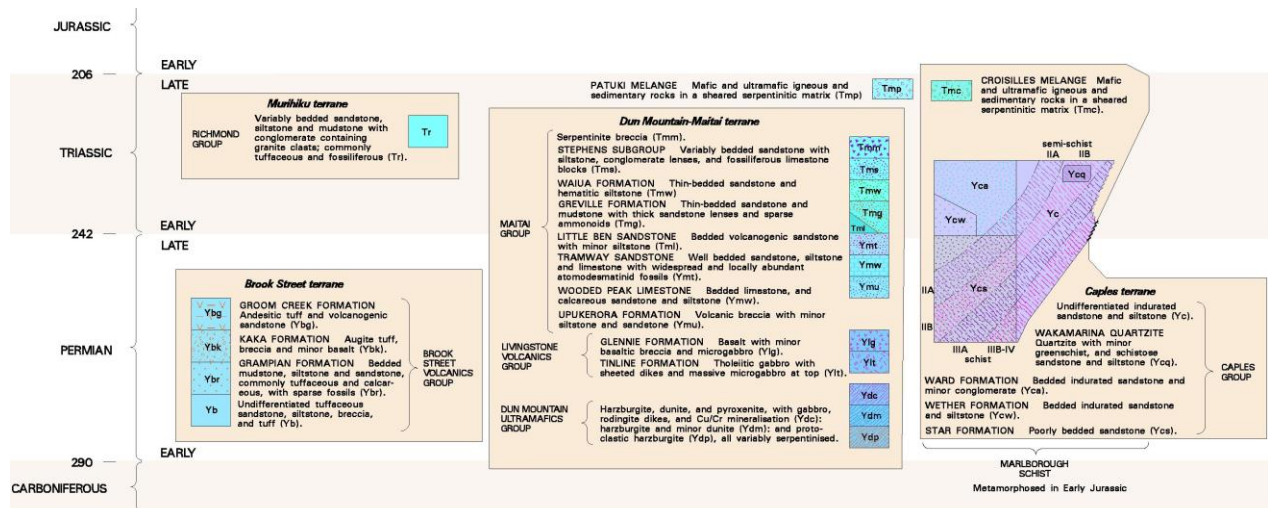 JURASSIC
206
EARLY
LATE
TRIASSIC
EARLY
242
LATE
PERMIAN
EARLY
290
CARBONIFEROUS
Murihiku terrane
RICHMOND
GROUP
Variably bedded sandstone,
siltstone and mudstone with
conglomerate containing
granite clasts; commonly
tuffaceous and fossiliferous (Tr).
Tr
Brook Street terrane
Ybg
GROOM CREEK FORMATION
Andesitic tuff and volcanogenic
sandstone (Ybg).
Ybk
KAKA FORMATION Augite tuff,
breccia and minor basalt (Ybk).
Ybr
GRAMPIAN FORMATION Bedded
mudstone, siltstone and sandstone,
commonly tuffaceous and calcar-
eous, with sparse fossils (Ybr).
Yb
Undifferentiated tuffaceous
sandstone, siltstone, breccia,
and tuff (Yb).
BROOK
STREET
VOLCANICS
GROUP
PATUKI MELANGE Mafic and ultramafic igneous and
sedimentary rocks in a sheared serpentinitic matrix (Tmp)
Tmp
Dun Mountain-Maitai terrane
MAITAI
GROUP
Serpentinite breccia (Tmm).
STEPHENS SUBGROUP Variably bedded sandstone with
siltstone, conglomerate lenses, and fossiliferous limestone
blocks (Tms).
WAIUA FORMATION Thin-bedded sandstone and
hematitic siltstone (Tmw)
GREVILLE FORMATION Thin-bedded sandstone and
mudstone with thick sandstone lenses and sparse
ammonoids (Tmg).
LITTLE BEN SANDSTONE Bedded volcanogenic sandstone
with minor siltstone (Tml).
TRAMWAY SANDSTONE Well bedded sandstone, siltstone
and limestone with widespread and locally abundant
atomodesmatinid fossils (Ymt).
WOODED PEAK LIMESTONE Bedded limestone, and
calcareous sandstone and siltstone (Ymw).
UPUKERORA FORMATION Volcanic breccia with minor
siltstone and sandstone (Ymu).
Tmm
Tms
Tmw
Tmg
Tml
Ymt
Ymw
Ymu
LIVINGSTONE
VOLCANICS
GROUP
GLENNIE FORMATION Basalt with minor
basaltic breccia and microgabbro (Ylg).
TINLINE FORMATION Tholeiitic gabbro with
sheeted dikes and massive microgabbro at top (Ylt).
Ylg
Ylt
DUN MOUNTAIN
ULTRAMAFICS
GROUP
Harzburgite, dunite, and pyroxenite, with gabbro,
rodingite dikes, and Cu/Cr mineralisation (Ydc):
harzburgite and minor dunite (Ydm): and proto-
clastic harzburgite (Ydp), all variably serpentinised.
Ydc
Ydm
Ydp
Tmc
CROISILLES MELANGE Mafic
and ultramafic igneous and
sedimentary rocks in a sheared
serpentinitic matrix (Tmc).
semi-schist
IIA IIB
Yca
Ycq
Yc
Ycw
Ycs
IIA
IIB
IIIA IIIB-IV
schist
Caples terrane
Undifferentiated indurated
sandstone and siltstone (Yc).
WAKAMARINA QUARTZITE
Quartzite with minor
greenschist, and schistose
sandstone and siltstone (Ycq).
WARD FORMATION Bedded indurated sandstone and
minor conglomerate (Yca).
WETHER FORMATION Bedded indurated sandstone
and siltstone (Ycw).
STAR FORMATION Poorly bedded sandstone (Ycs).
CAPLES
GROUP
MARLBOROUGH
SCHIST
Metamorphosed in Early Jurassic